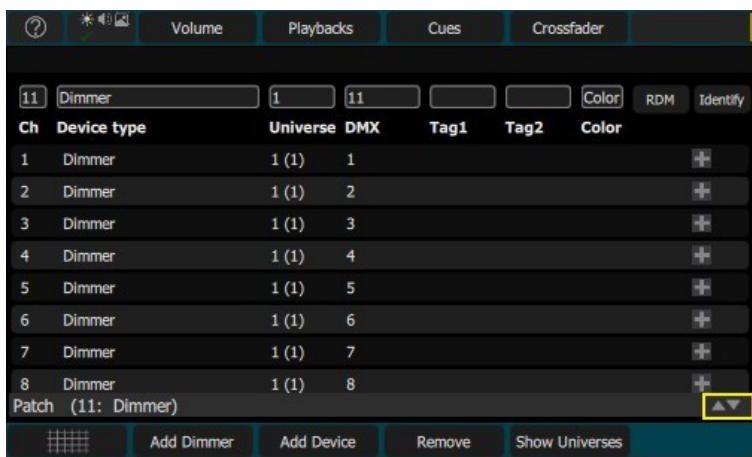 ? Volume Playbacks Cues Crossfader
11 Dimmer 1 11 Color RDM Identify
Ch Device type Universe DMX Tag1 Tag2 Color
1 Dimmer 1 (1) 1
2 Dimmer 1 (1) 2
3 Dimmer 1 (1) 3
4 Dimmer 1 (1) 4
5 Dimmer 1 (1) 5
6 Dimmer 1 (1) 6
7 Dimmer 1 (1) 7
8 Dimmer 1 (1) 8
Patch (11: Dimmer)
Add Dimmer Add Device Remove Show Universes